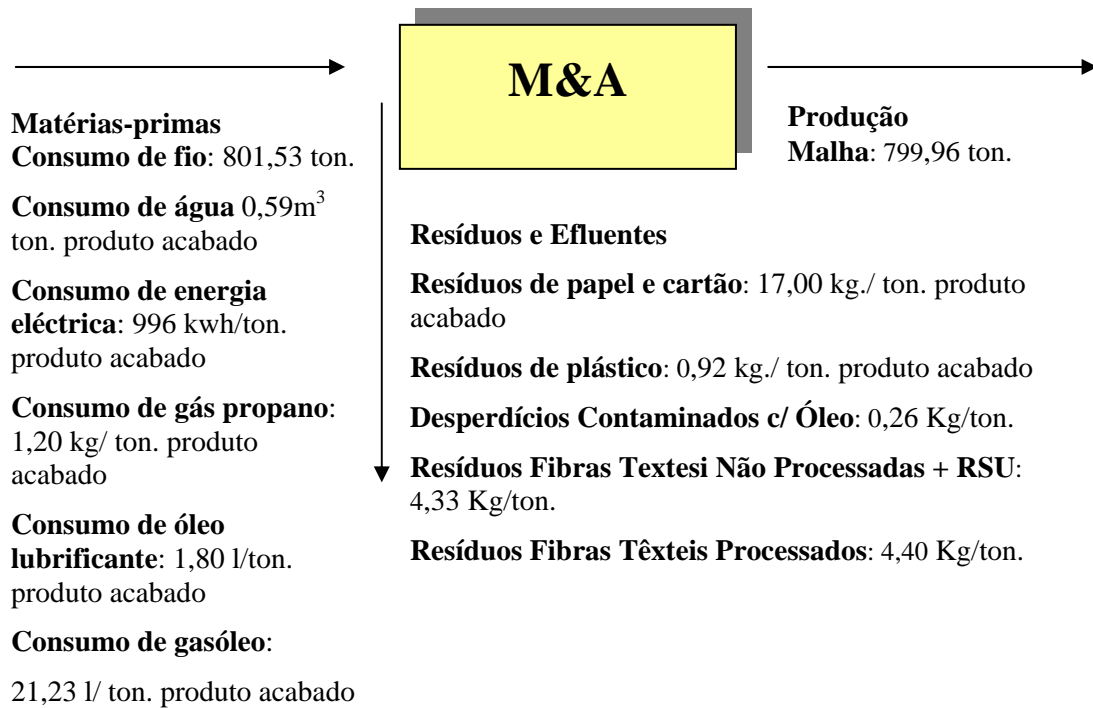 M&A
Matérias-primas
Consumo de fio: 801,53 ton.
Consumo de água 0,59m³
ton. produto acabado
Consumo de energia
eléctrica: 996 kwh/ton.
produto acabado
Consumo de gás propano:
1,20 kg/ ton. produto
acabado
Consumo de óleo
lubrificante: 1,80 l/ton.
produto acabado
Consumo de gasóleo:
21,23 l/ ton. produto acabado
Produção
Malha: 799,96 ton.
Resíduos e Efluentes
Resíduos de papel e cartão: 17,00 kg./ ton. produto
acabado
Resíduos de plástico: 0,92 kg./ ton. produto acabado
Desperdícios Contaminados c/ Óleo: 0,26 Kg/ton.
Resíduos Fibras Textesi Não Processadas + RSU:
4,33 Kg/ton.
Resíduos Fibras Têxteis Processados: 4,40 Kg/ton.